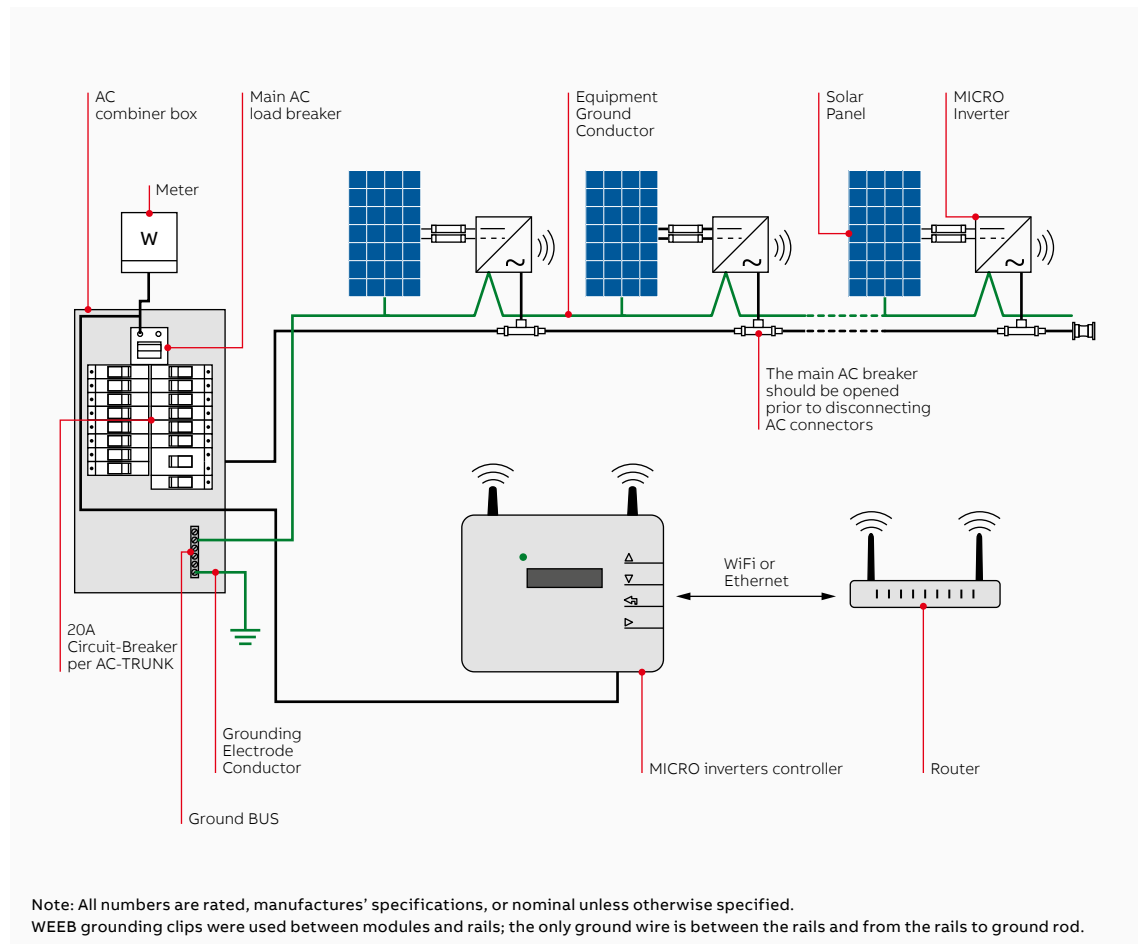 AC
combiner box
Main AC
load breaker
Equipment
Ground
Conductor
Solar
Panel
MICRO
Inverter
Meter
W
The main AC breaker
should be opened
prior to disconnecting
AC connectors
WiFi or
Ethernet
20A
Circuit-Breaker
per AC-TRUNK
Grounding
Electrode
Conductor
MICRO inverters controller
Router
Ground BUS
Note: All numbers are rated, manufactures' specifications, or nominal unless otherwise specified.
WEEB grounding clips were used between modules and rails; the only ground wire is between the rails and from the rails to ground rod.